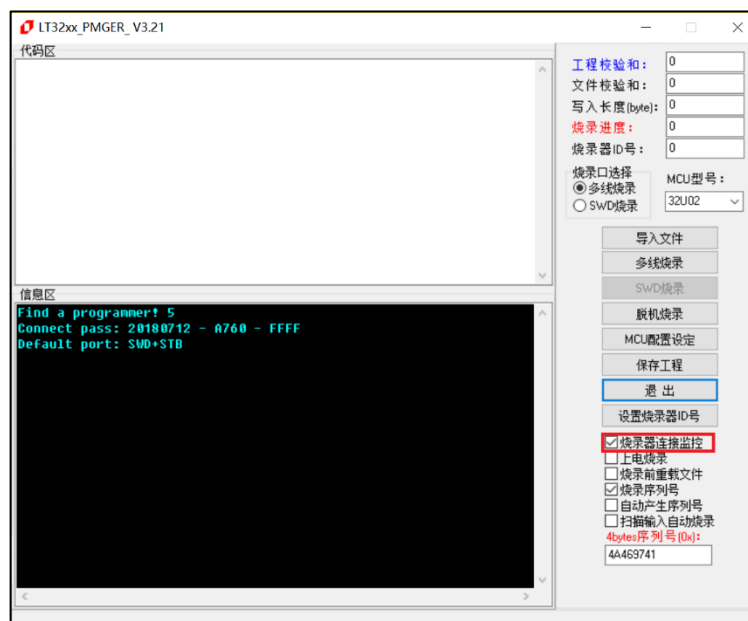 LT32xx_PMGER_ V3.21
代码区
信息区
Find a programmer! 5
Connect pass: 20180712 - A760 - FFFF
Default port: SWD+STB
工程校验和： 0
文件校验和： 0
写入长度(byte): 0
烧录进度： 0
烧录器ID号： 0
烧录口选择
多线烧录
SWD烧录
MCU型号：
32U02
导入文件
多线烧录
SWD烧录
脱机烧录
MCU配置设定
保存工程
退 出
设置烧录器ID号
烧录器连接监控
上电烧录
烧录前重载文件
烧录序列号
自动产生序列号
扫描输入自动烧录
4bytes序列号(0x):
4A469741